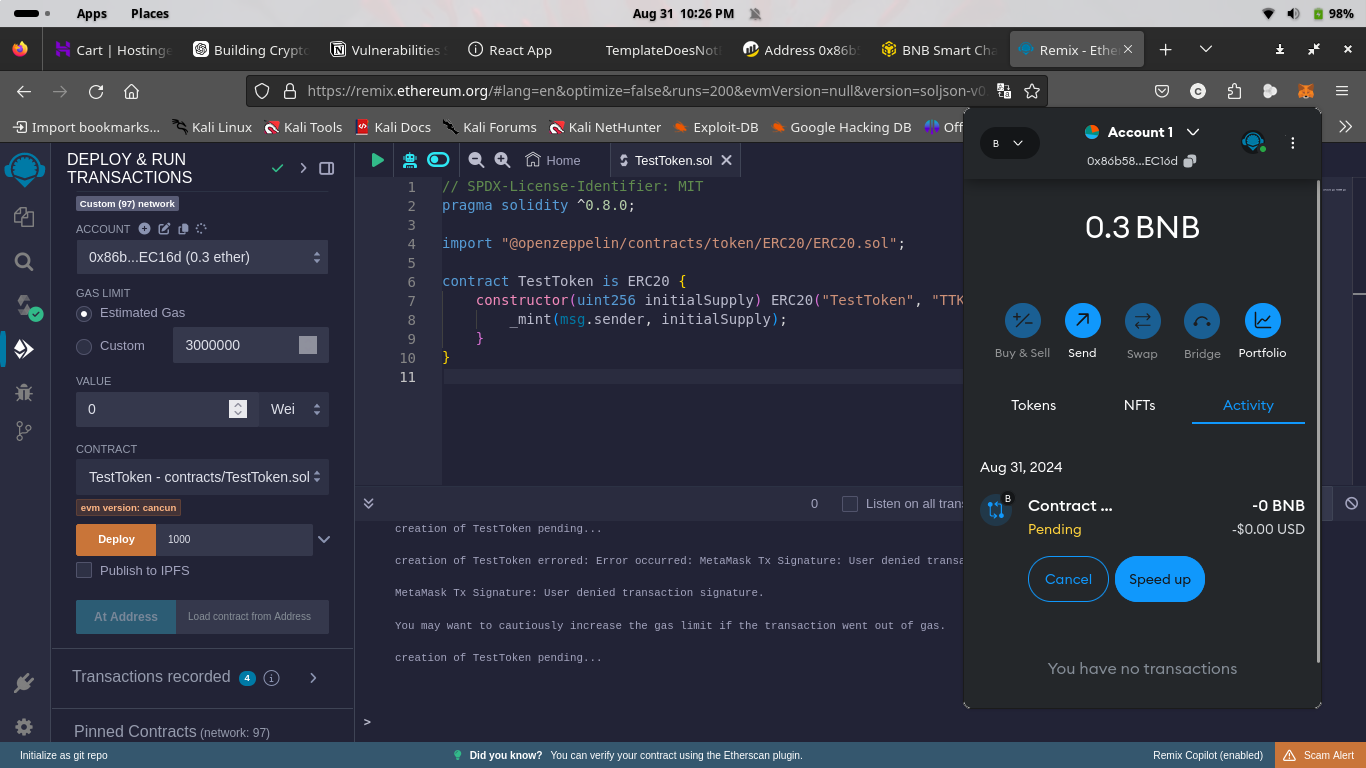 Apps Places Aug 31 10:26 PM 98%
Cart | Hostinge Building Crypto Vulnerabilities S React App TemplateDoesNotE Address 0x86b5 BNB Smart Cha Remix - Ethe
https://remix.ethereum.org/#lang=en&optimize=false&runs=200&evmVersion=null&version=soljson-v0
Import bookmarks... Kali Linux Kali Tools Kali Docs Kali Forums Kali NetHunter Exploit-DB Google Hacking DB Off
DEPLOY & RUN
TRANSACTIONS
Custom (97) network
ACCOUNT
0x86b...EC16d (0.3 ether)
GAS LIMIT
Estimated Gas
Custom 3000000
VALUE
0 Wei
CONTRACT
TestToken - contracts/TestToken.sol
evm version: cancun
Deploy 1000
Publish to IPFS
At Address Load contract from Address
Transactions recorded 4 i
Pinned Contracts (network: 97)
Home TestToken.sol
1 // SPDX-License-Identifier: MIT
2 pragma solidity ^0.8.0;
3
4 import "@openzeppelin/contracts/token/ERC20/ERC20.sol";
5
6 contract TestToken is ERC20 {
7 constructor(uint256 initialSupply) ERC20("TestToken", "TTK
8 _mint(msg.sender, initialSupply);
9 }
10 }
11
0 Listen on all trans
creation of TestToken pending...
creation of TestToken errored: Error occurred: MetaMask Tx Signature: User denied transa
MetaMask Tx Signature: User denied transaction signature.
You may want to cautiously increase the gas limit if the transaction went out of gas.
creation of TestToken pending...
>
B Account 1
0x86b58...EC16d
0.3 BNB
Buy & Sell Send Swap Bridge Portfolio
Tokens NFTs Activity
Aug 31, 2024
B Contract ... -0 BNB
Pending -$0.00 USD
Cancel Speed up
You have no transactions
Initialize as git repo Did you know? You can verify your contract using the Etherscan plugin. Remix Copilot (enabled) Scam Alert